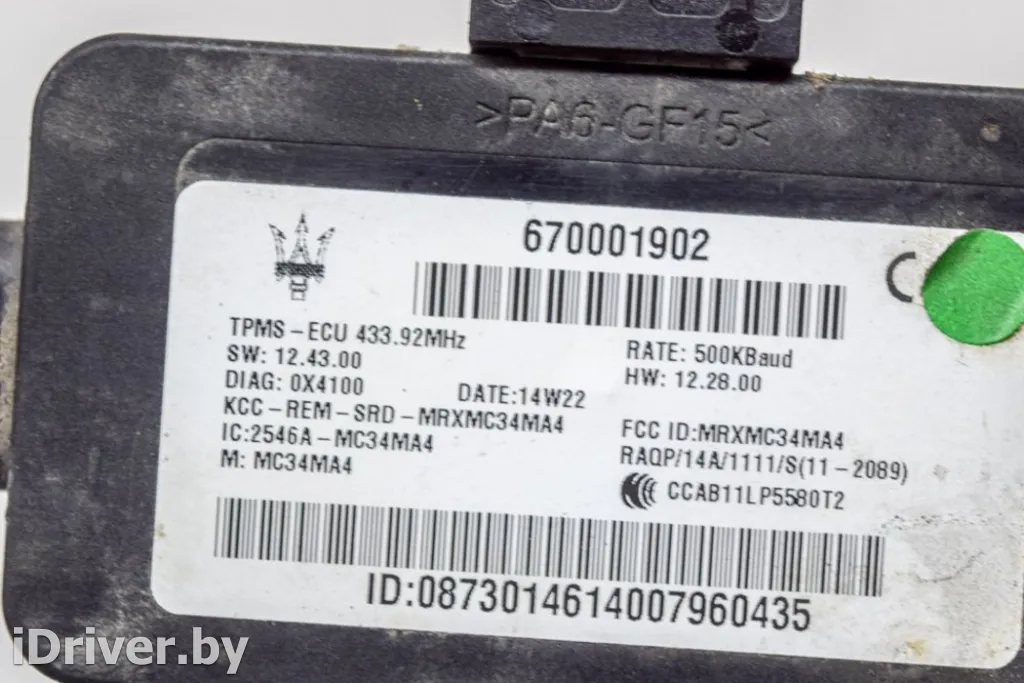 >PA6-GF15<
670001902
TPMS-ECU 433.92MHz
RATE: 500KBaud
SW: 12.43.00
HW: 12.28.00
DIAG: 0X4100
DATE:14W22
KCC-REM-SRD-MRXMC34MA4
FCC ID:MRXMC34MA4
IC:2546A-MC34MA4
RAQP/14A/1111/S(11-2089)
M: MC34MA4
CCAB11LP5580T2
ID:0873014614007960435
iDriver.by